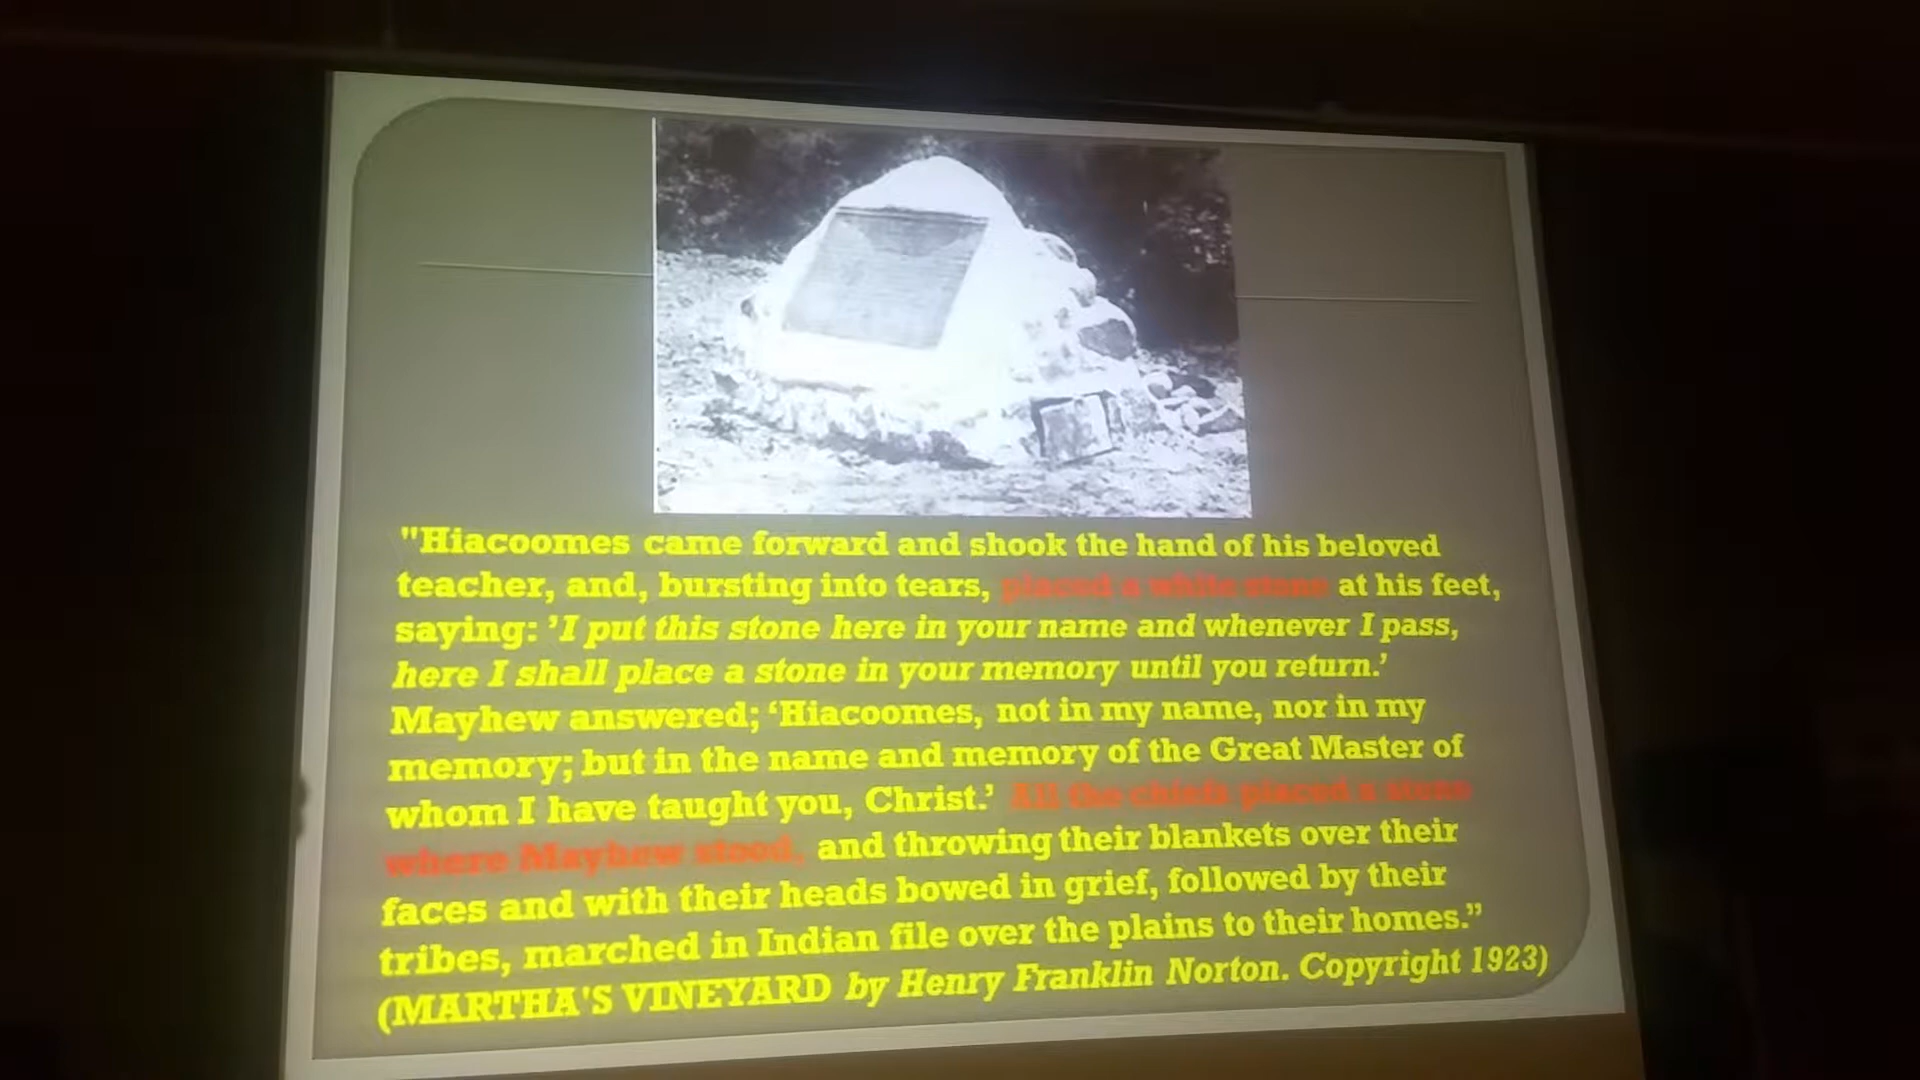 "Hiacoomes came forward and shook the hand of his beloved
teacher, and, bursting into tears, placed a white stone at his feet,
saying: ’I put this stone here in your name and whenever I pass,
here I shall place a stone in your memory until you return.’
Mayhew answered; ‘Hiacoomes, not in my name, nor in my
memory; but in the name and memory of the Great Master of
whom I have taught you, Christ.’ All the chiefs placed a stone
where Mayhew stood, and throwing their blankets over their
faces and with their heads bowed in grief, followed by their
tribes, marched in Indian file over the plains to their homes.”
(MARTHA'S VINEYARD by Henry Franklin Norton. Copyright 1923)